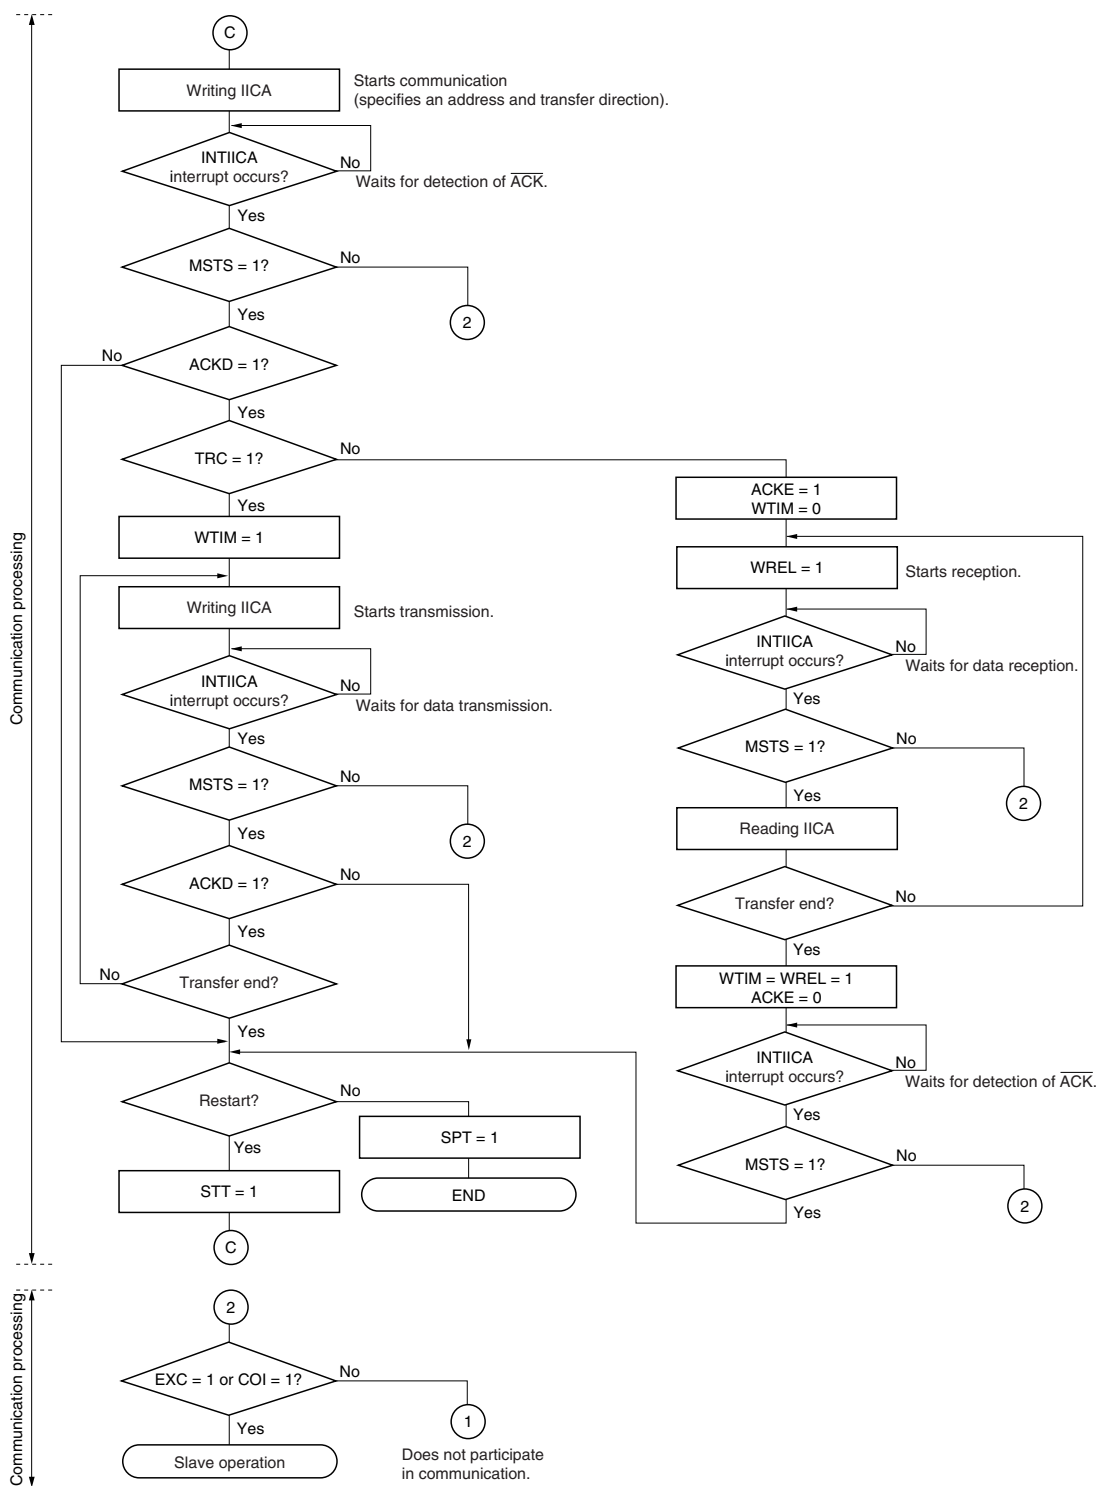 C
Writing IICA
Starts communication
(specifies an address and transfer direction).
INTIICA
interrupt occurs?
No
Waits for detection of ACK.
Yes
MSTS = 1?
No
2
Yes
ACKD = 1?
No
Yes
TRC = 1?
No
Yes
WTIM = 1
Writing IICA
Starts transmission.
INTIICA
interrupt occurs?
No
Waits for data transmission.
Yes
MSTS = 1?
No
2
Yes
ACKD = 1?
No
Yes
Transfer end?
No
Yes
Restart?
No
SPT = 1
END
Yes
STT = 1
C
ACKE = 1
WTIM = 0
WREL = 1
Starts reception.
INTIICA
interrupt occurs?
No
Waits for data reception.
Yes
MSTS = 1?
No
2
Yes
Reading IICA
Transfer end?
No
Yes
WTIM = WREL = 1
ACKE = 0
INTIICA
interrupt occurs?
No
Waits for detection of ACK.
Yes
MSTS = 1?
No
2
Yes
Communication processing
2
EXC = 1 or COI = 1?
No
1
Does not participate
in communication.
Yes
Slave operation
Communication processing